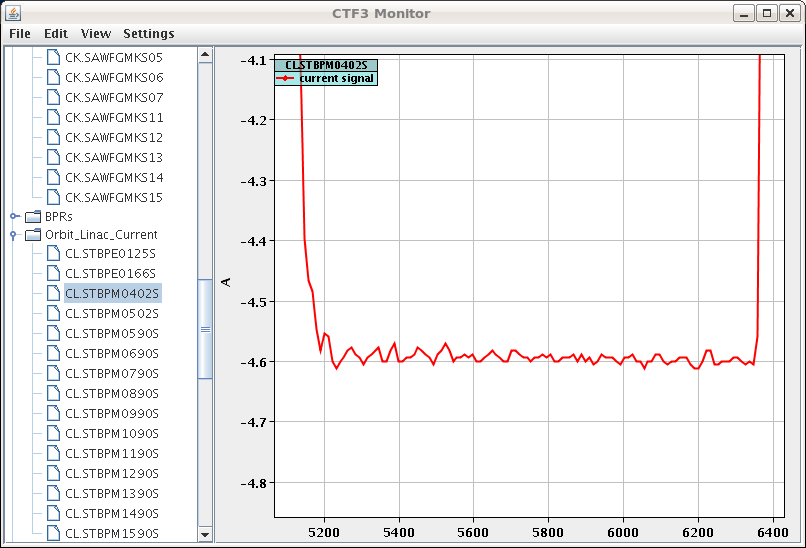 CTF3 Monitor
File Edit View Settings
CK.SAWFGMKS05
CK.SAWFGMKS06
CK.SAWFGMKS07
CK.SAWFGMKS11
CK.SAWFGMKS12
CK.SAWFGMKS13
CK.SAWFGMKS14
CK.SAWFGMKS15
BPRs
Orbit_Linac_Current
CL.STBPE0125S
CL.STBPE0166S
CL.STBPM0402S
CL.STBPM0502S
CL.STBPM0590S
CL.STBPM0690S
CL.STBPM0790S
CL.STBPM0890S
CL.STBPM0990S
CL.STBPM1090S
CL.STBPM1190S
CL.STBPM1290S
CL.STBPM1390S
CL.STBPM1490S
CL.STBPM1590S
CL.STBPM0402S
current signal
A
-4.1
-4.2
-4.3
-4.4
-4.5
-4.6
-4.7
-4.8
5200 5400 5600 5800 6000 6200 6400